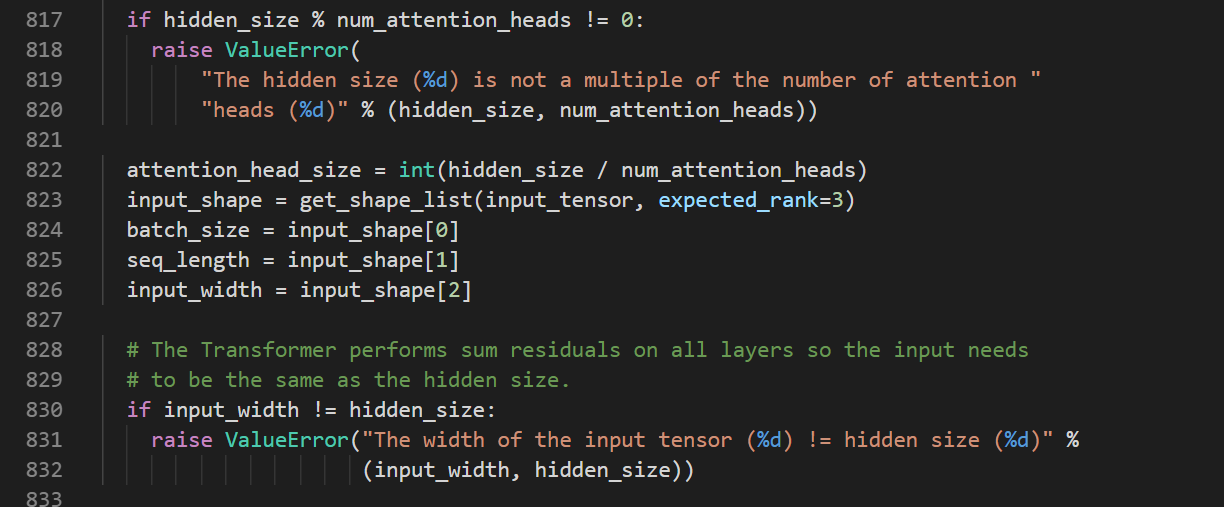 817 if hidden_size % num_attention_heads != 0:
818 raise ValueError(
819 "The hidden size (%d) is not a multiple of the number of attention "
820 "heads (%d)" % (hidden_size, num_attention_heads))
821
822 attention_head_size = int(hidden_size / num_attention_heads)
823 input_shape = get_shape_list(input_tensor, expected_rank=3)
824 batch_size = input_shape[0]
825 seq_length = input_shape[1]
826 input_width = input_shape[2]
827
828 # The Transformer performs sum residuals on all layers so the input needs
829 # to be the same as the hidden size.
830 if input_width != hidden_size:
831 raise ValueError("The width of the input tensor (%d) != hidden size (%d)" %
832 (input_width, hidden_size))
833